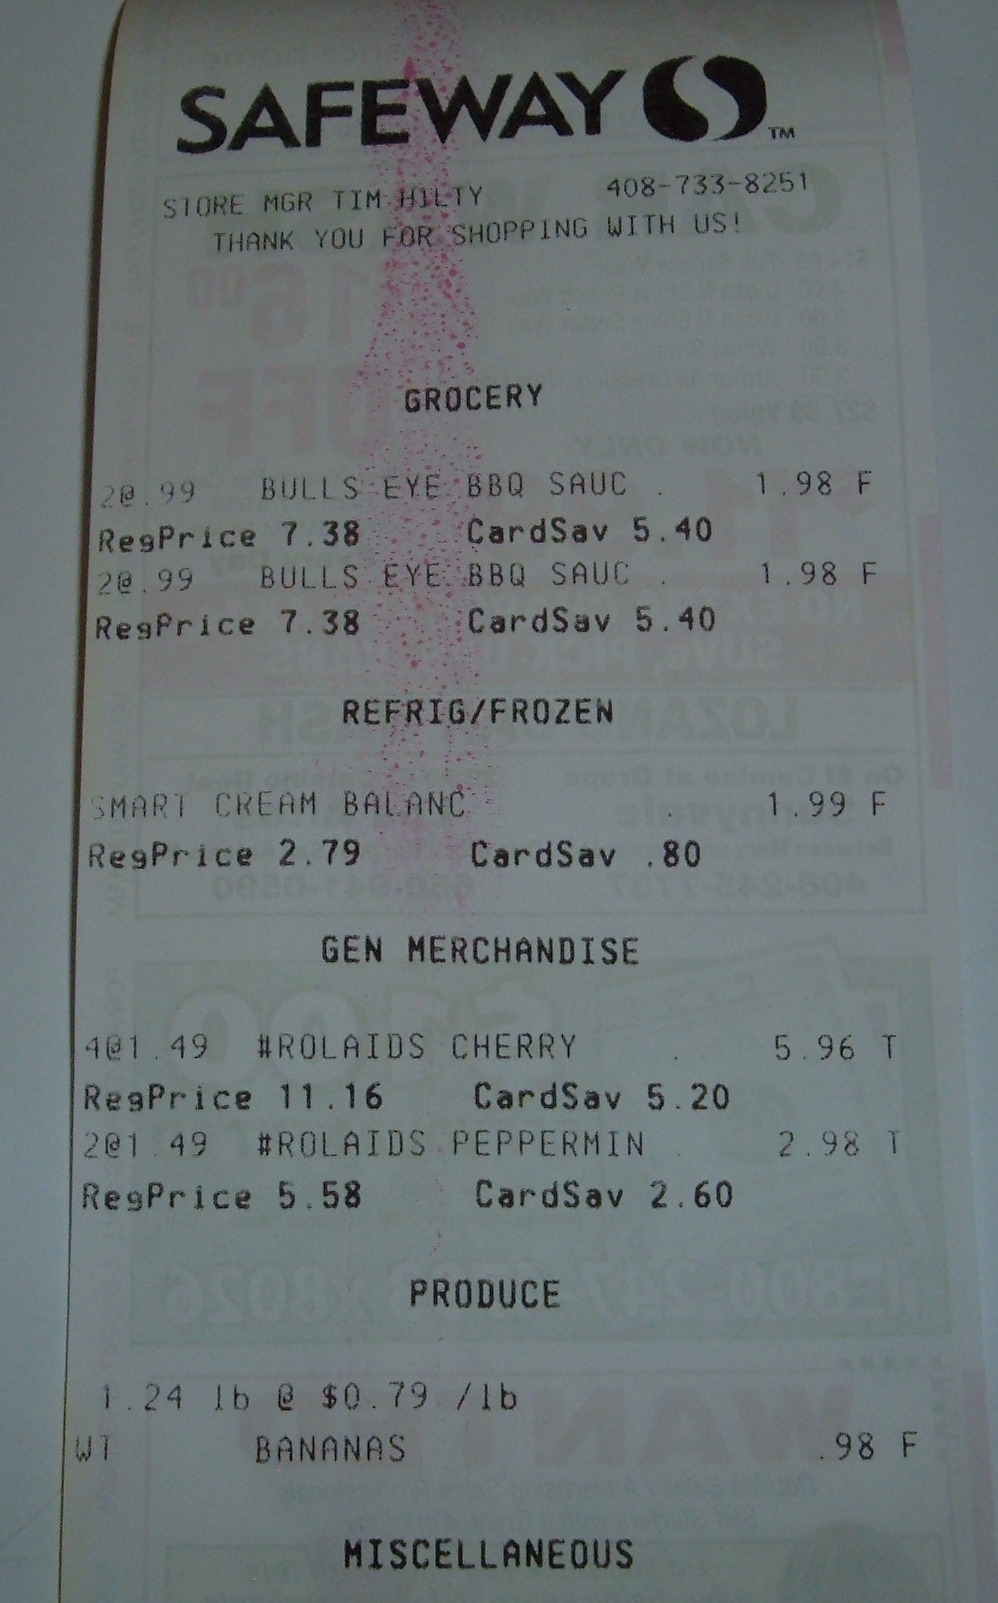 SAFEWAY TM
STORE MGR TIM HILTY 408-733-8251
THANK YOU FOR SHOPPING WITH US!
GROCERY
2@.99 BULLS EYE BBQ SAUC . 1.98 F
RegPrice 7.38 CardSav 5.40
2@.99 BULLS EYE BBQ SAUC . 1.98 F
RegPrice 7.38 CardSav 5.40
REFRIG/FROZEN
SMART CREAM BALANC . 1.99 F
RegPrice 2.79 CardSav .80
GEN MERCHANDISE
4@1.49 #ROLAIDS CHERRY . 5.96 T
RegPrice 11.16 CardSav 5.20
2@1.49 #ROLAIDS PEPPERMIN . 2.98 T
RegPrice 5.58 CardSav 2.60
PRODUCE
1.24 lb @ $0.79 /lb
WT BANANAS .98 F
MISCELLANEOUS